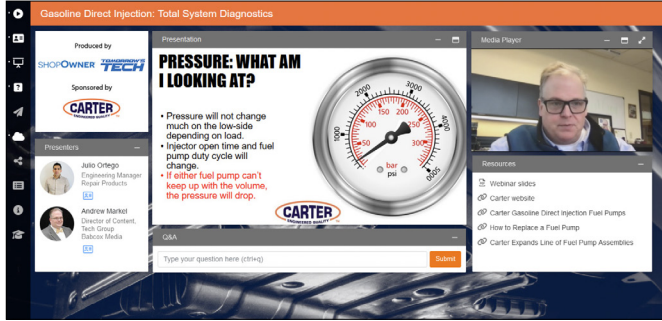 Gasoline Direct Injection: Total System Diagnostics
Produced by
SHOPOWNER TOMORROW'S TECH
Sponsored by
CARTER
ENGINEERED QUALITY
Presenters
Julio Ortego
Engineering Manager
Repair Products
Andrew Markel
Director of Content,
Tech Group
Babcox Media
Presentation
PRESSURE: WHAT AM
I LOOKING AT?
• Pressure will not change
much on the low-side
depending on load.
• Injector open time and fuel
pump duty cycle will
change.
• If either fuel pump can't
keep up with the volume,
the pressure will drop.
1000
2000
3000
4000
5000
50
100
150
200
250
300
bar
psi
CARTER
ENGINEERED QUALITY
Q&A
Type your question here (ctrl+q)
Submit
Media Player
Resources
Webinar slides
Carter website
Carter Gasoline Direct Injection Fuel Pumps
How to Replace a Fuel Pump
Carter Expands Line of Fuel Pump Assemblies